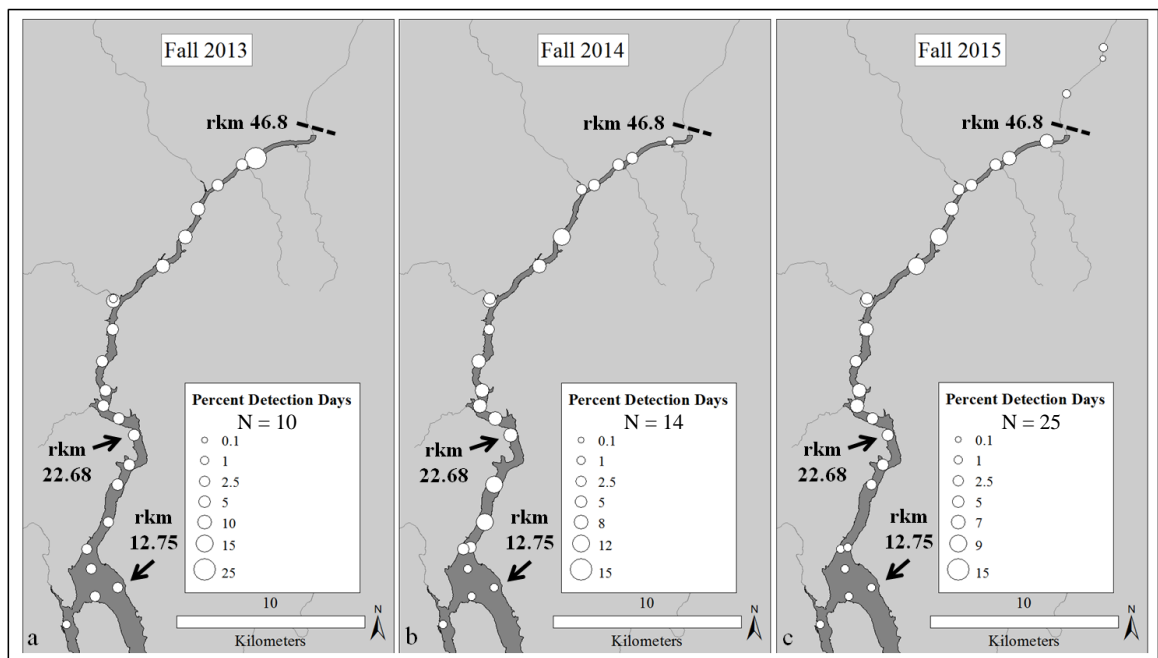 Fall 2013
rkm 46.8
Percent Detection Days
N = 10
0.1
1
2.5
5
10
15
25
rkm
22.68
rkm
12.75
10
Kilometers
N
a
Fall 2014
rkm 46.8
Percent Detection Days
N = 14
0.1
1
2.5
5
8
12
15
rkm
22.68
rkm
12.75
10
Kilometers
N
b
Fall 2015
rkm 46.8
Percent Detection Days
N = 25
0.1
1
2.5
5
7
9
15
rkm
22.68
rkm
12.75
10
Kilometers
N
c